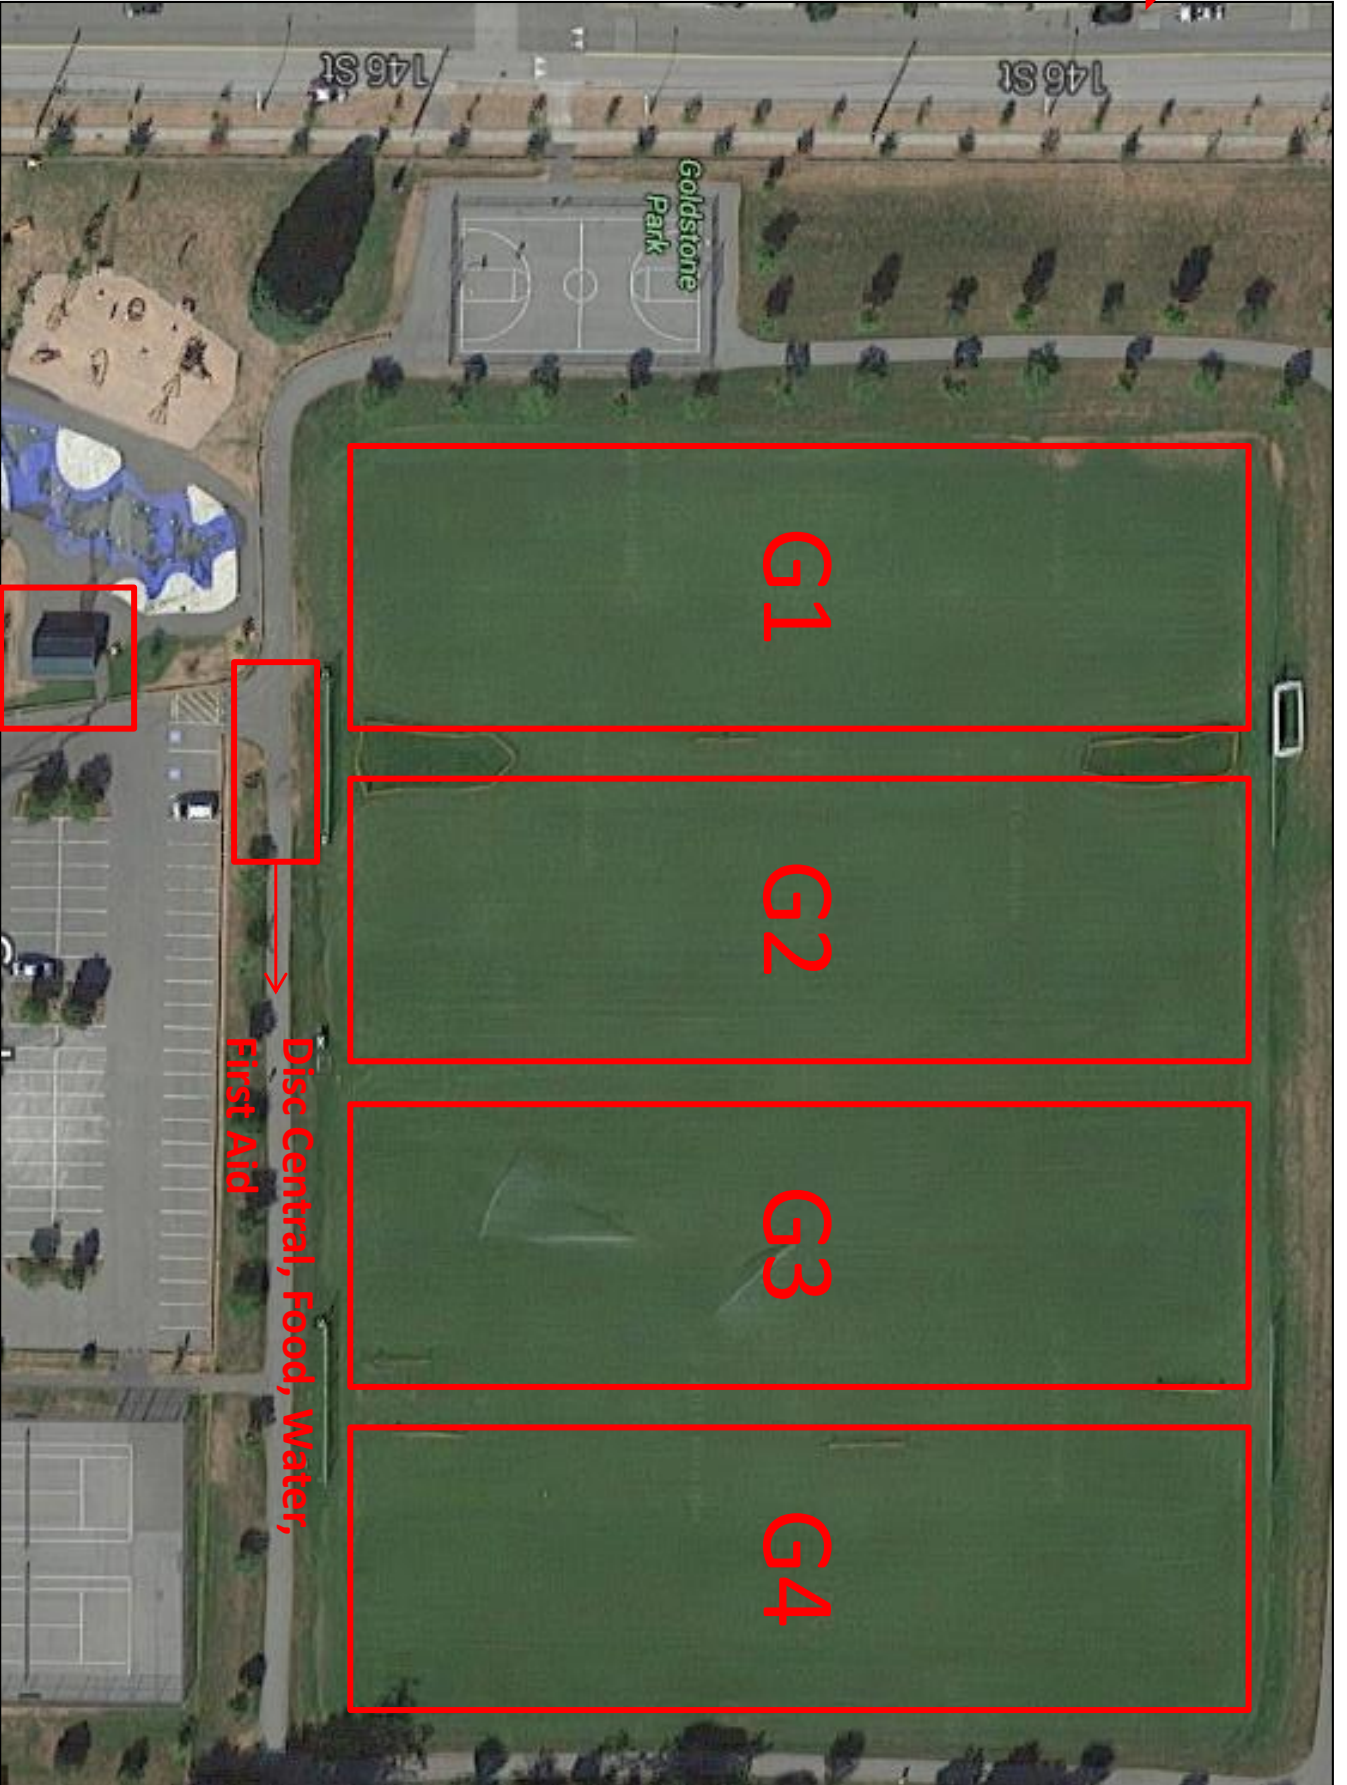 146 St
146 St
Goldstone
Park
G1
G2
G3
G4
Disc Central, Food, Water,
First Aid